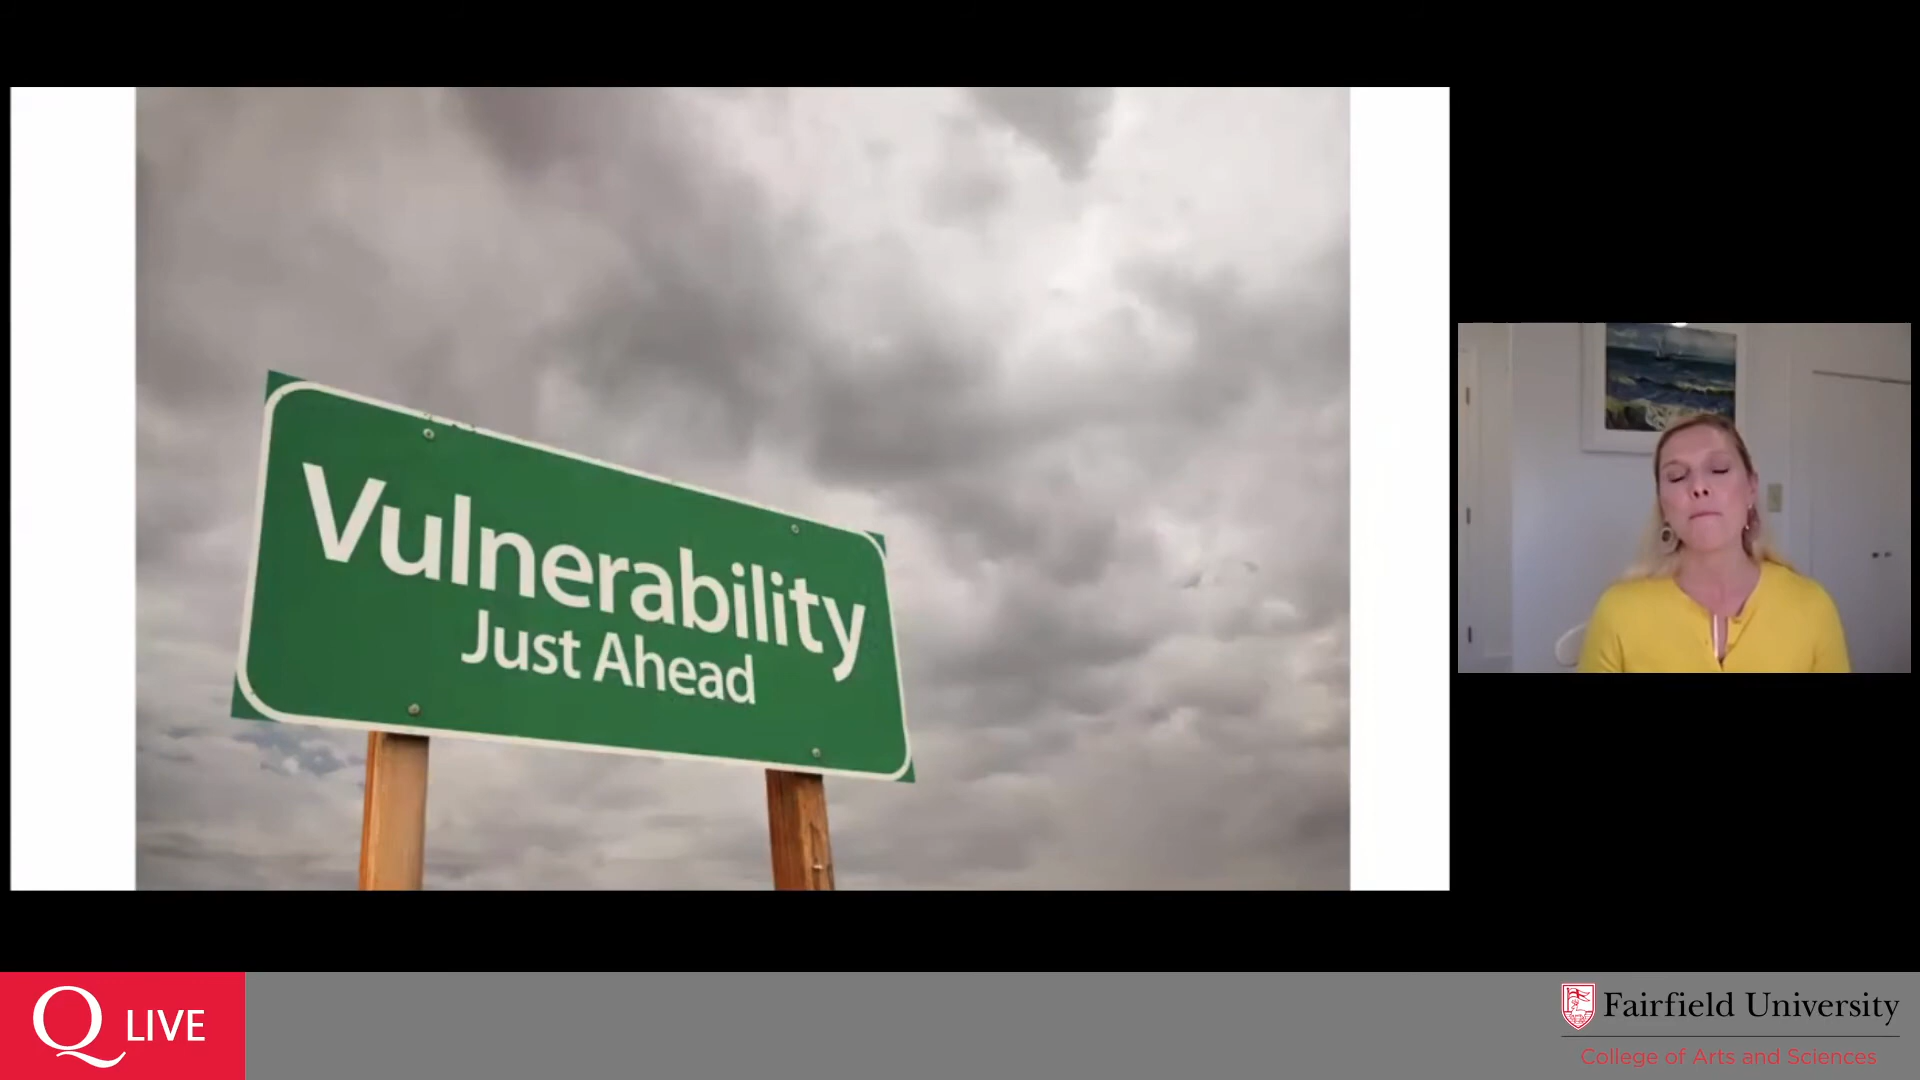 Vulnerability
Just Ahead
Q LIVE
Fairfield University
College of Arts and Sciences